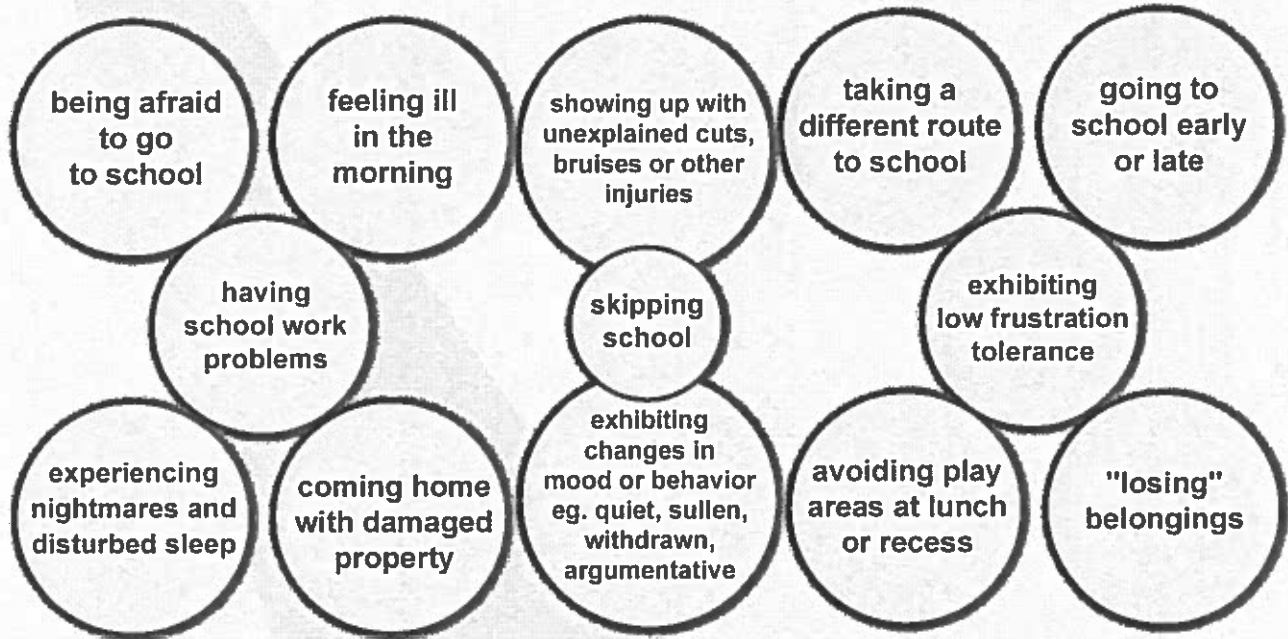 being afraid
to go
to school
feeling ill
in the
morning
showing up with
unexplained cuts,
bruises or other
injuries
taking a
different route
to school
going to
school early
or late
having
school work
problems
skipping
school
exhibiting
low frustration
tolerance
experiencing
nightmares and
disturbed sleep
coming home
with damaged
property
exhibiting
changes in
mood or behavior
eg. quiet, sullen,
withdrawn,
argumentative
avoiding play
areas at lunch
or recess
"losing"
belongings